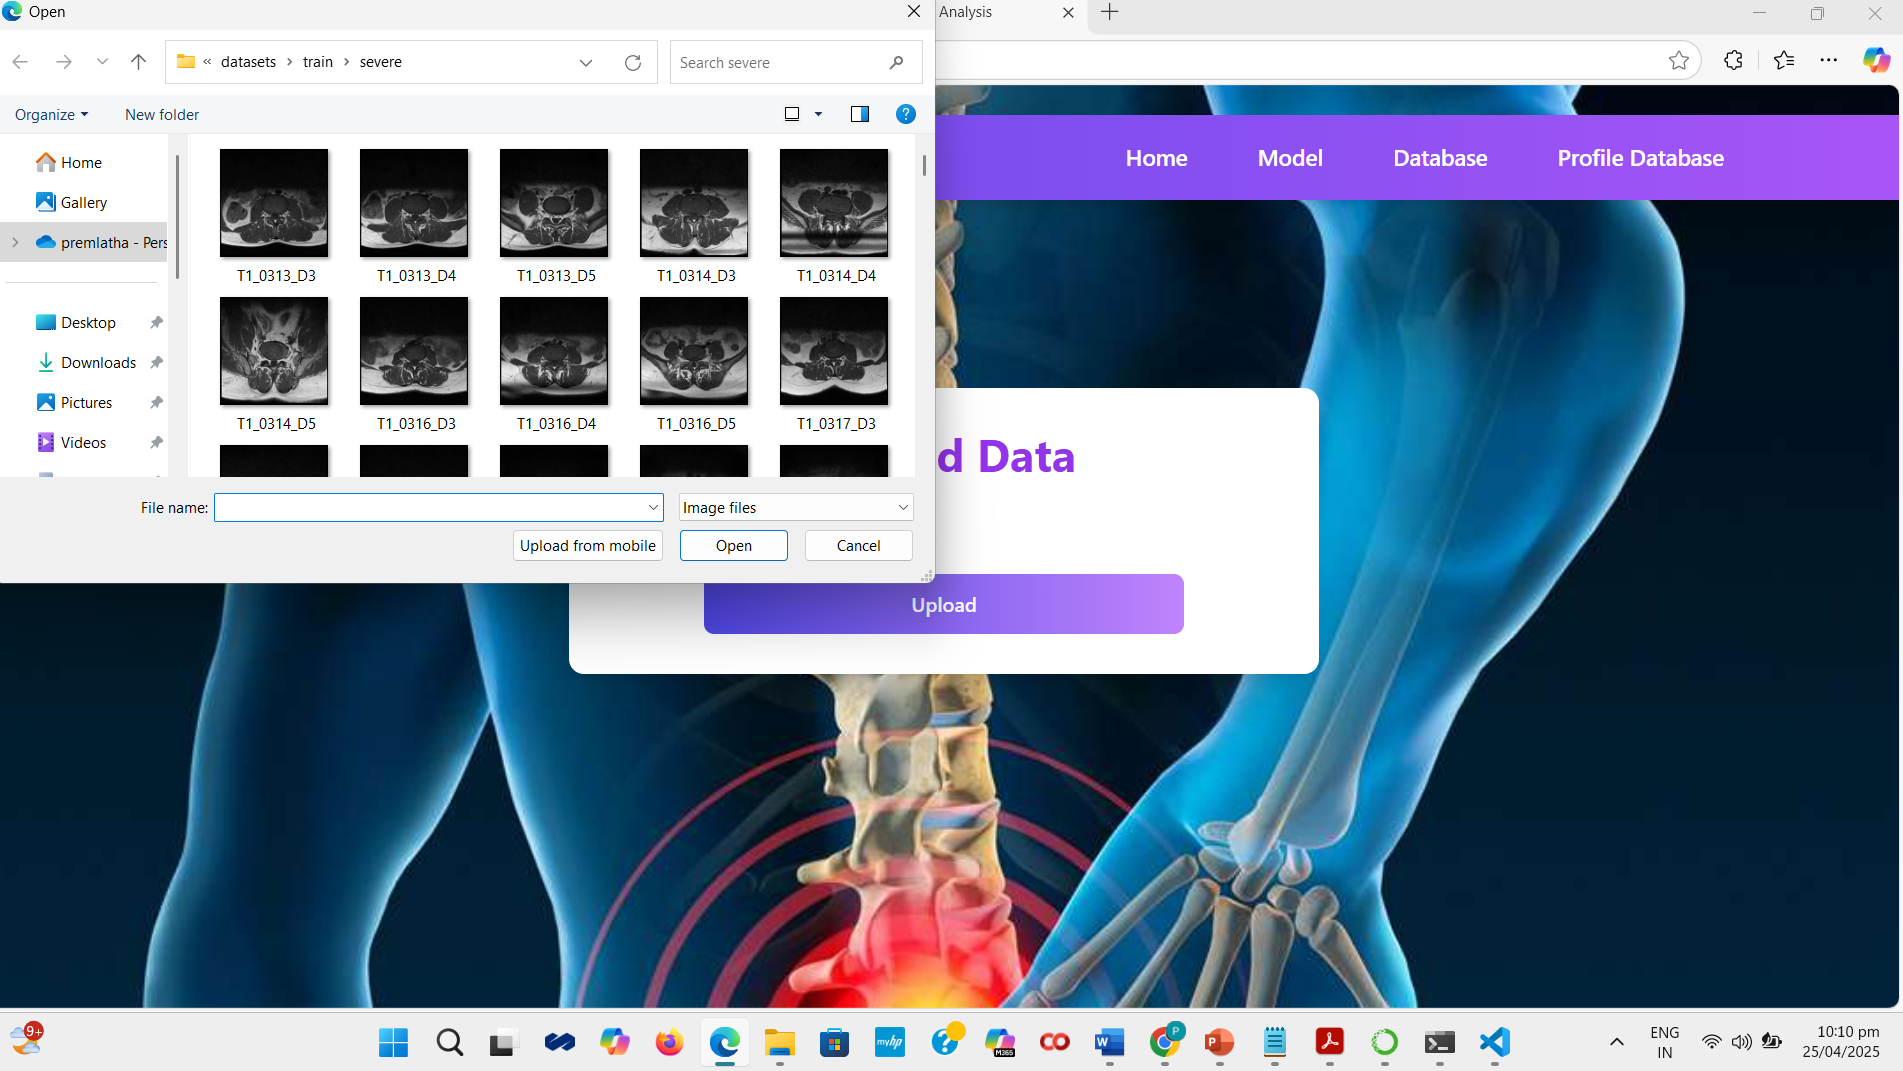 Open
Analysis
« datasets > train > severe
Search severe
Organize
New folder
Home
Gallery
premlatha - Pers
Desktop
Downloads
Pictures
Videos
T1_0313_D3
T1_0313_D4
T1_0313_D5
T1_0314_D3
T1_0314_D4
T1_0314_D5
T1_0316_D3
T1_0316_D4
T1_0316_D5
T1_0317_D3
File name:
Image files
Upload from mobile
Open
Cancel
Home
Model
Database
Profile Database
d Data
Upload
9+
myhp
M365
P
ENG
IN
10:10 pm
25/04/2025